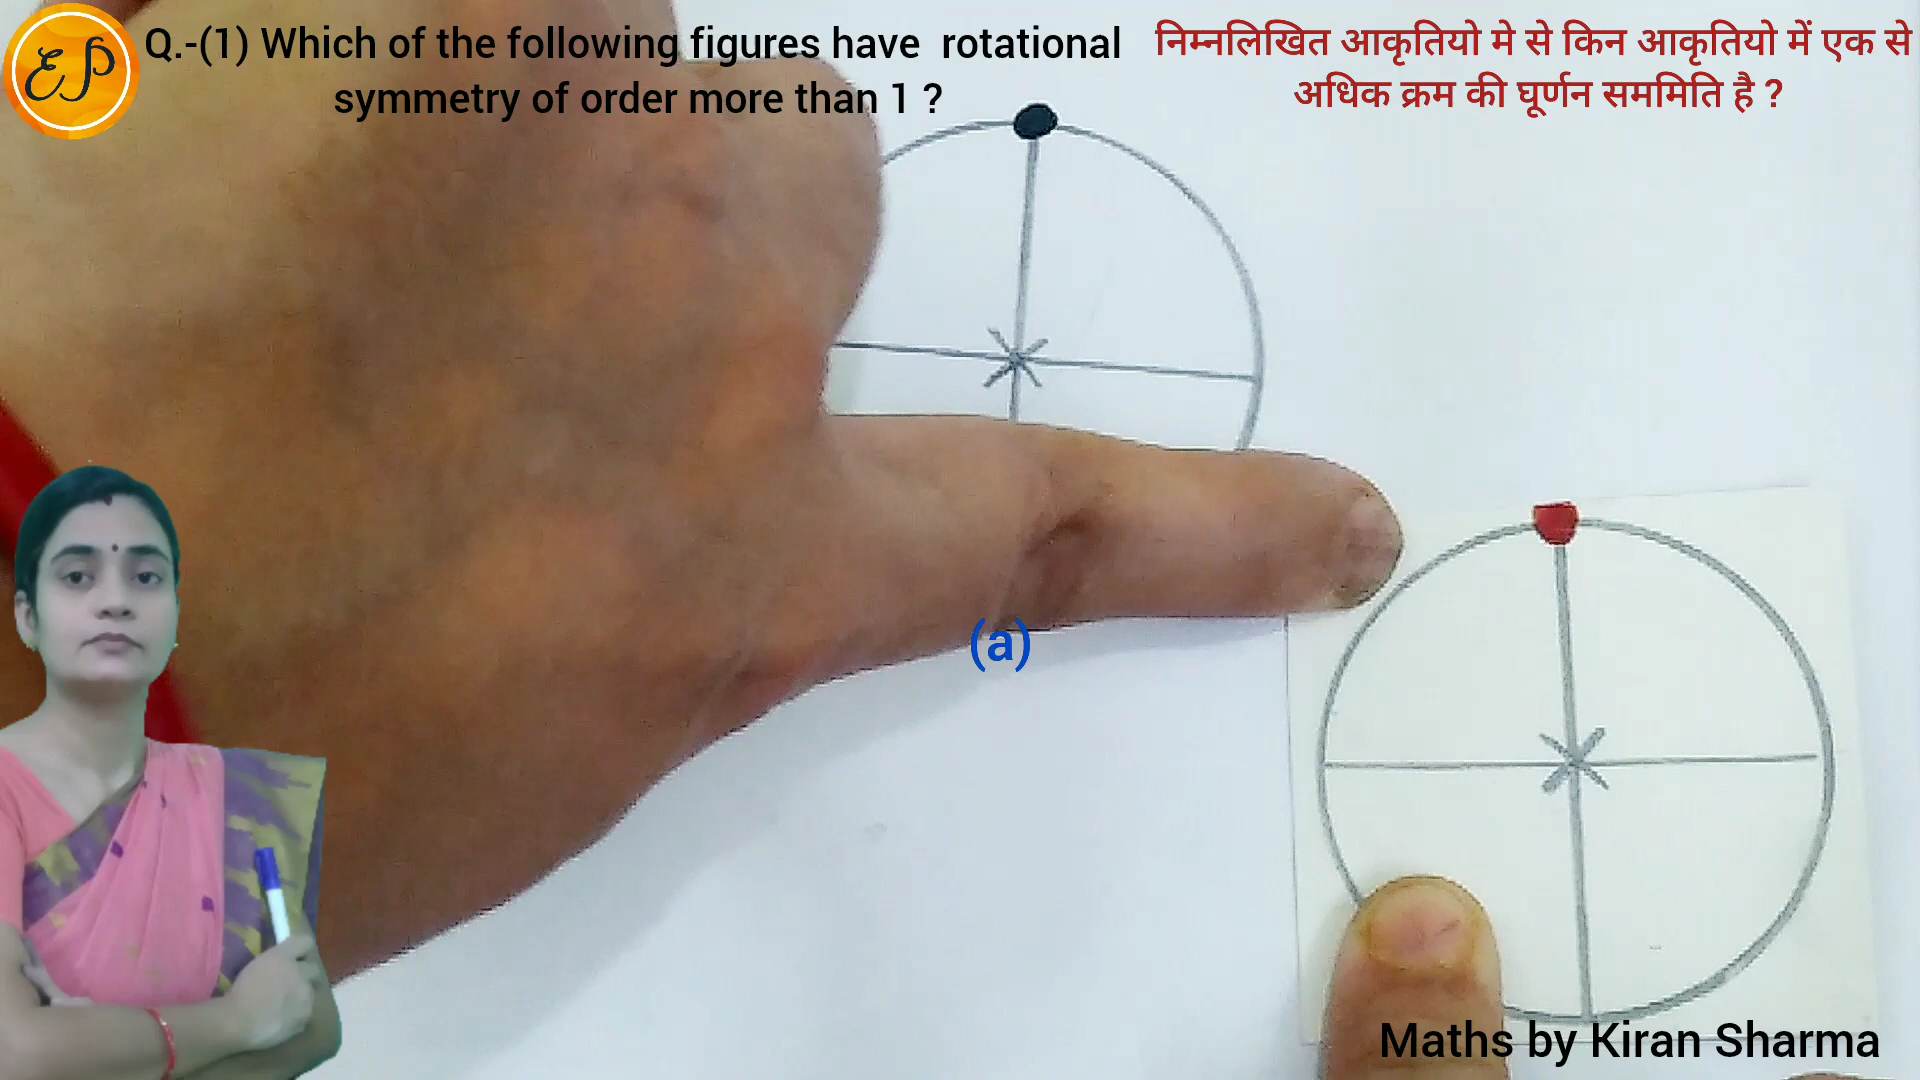 EP
Q.-(1) Which of the following figures have rotational
symmetry of order more than 1 ?
निम्नलिखित आकृतियो मे से किन आकृतियो में एक से
अधिक क्रम की घूर्णन सममिति है ?
(a)
Maths by Kiran Sharma